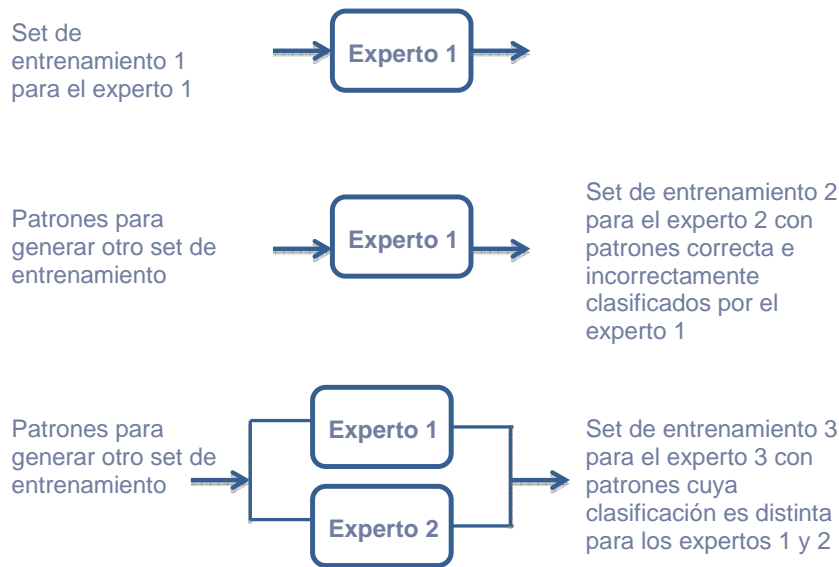 Set de
entrenamiento 1
para el experto 1
Experto 1
Patrones para
generar otro set de
entrenamiento
Experto 1
Set de entrenamiento 2
para el experto 2 con
patrones correcta e
incorrectamente
clasificados por el
experto 1
Patrones para
generar otro set de
entrenamiento
Experto 1
Experto 2
Set de entrenamiento 3
para el experto 3 con
patrones cuya
clasificación es distinta
para los expertos 1 y 2